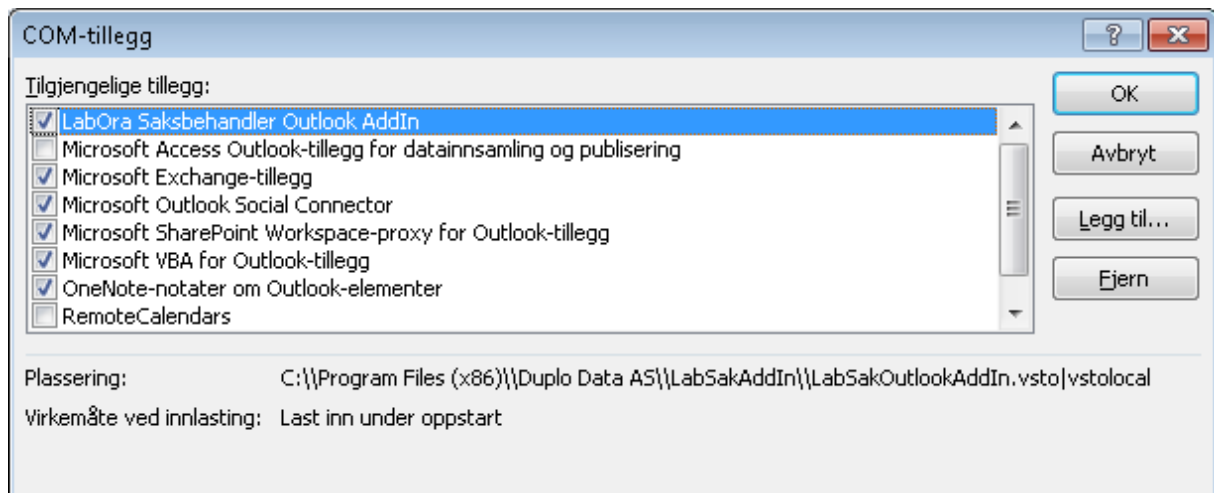 COM-tillegg
Tilgjengelige tillegg:
LabOra Saksbehandler Outlook AddIn
Microsoft Access Outlook-tillegg for datainnsamling og publisering
Microsoft Exchange-tillegg
Microsoft Outlook Social Connector
Microsoft SharePoint Workspace-proxy for Outlook-tillegg
Microsoft VBA for Outlook-tillegg
OneNote-notater om Outlook-elementer
RemoteCalendars
OK
Avbryt
Legg til...
Fjern
Plassering: C:\\Program Files (x86)\\Duplo Data AS\\LabSakAddIn\\LabSakOutlookAddIn.vsto|vstolocal
Virkemåte ved innlasting: Last inn under oppstart